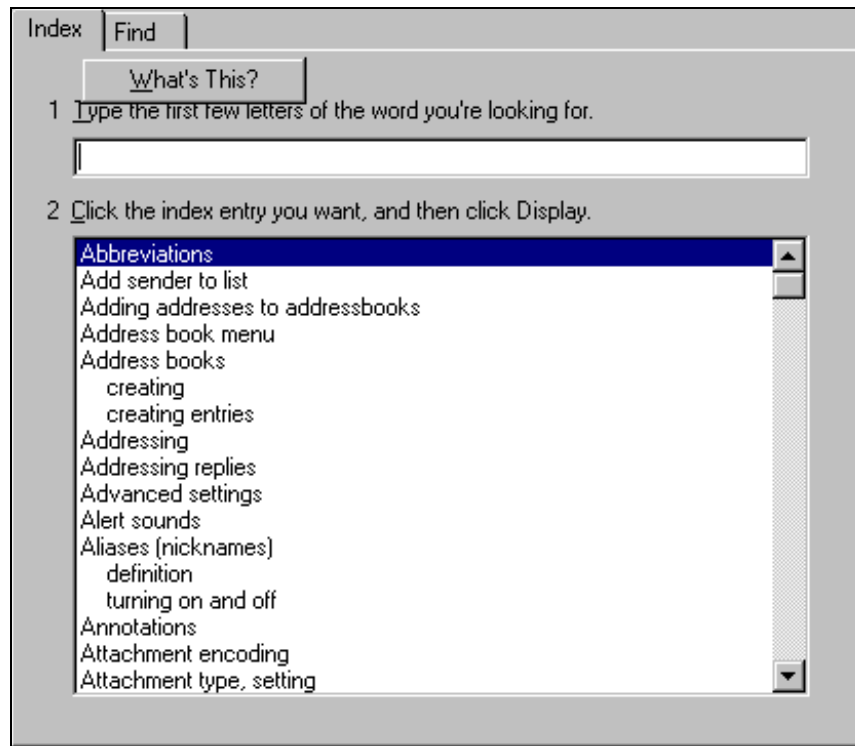 Index Find
What's This?
1 Type the first few letters of the word you're looking for.
2 Click the index entry you want, and then click Display.
Abbreviations
Add sender to list
Adding addresses to addressbooks
Address book menu
Address books
creating
creating entries
Addressing
Addressing replies
Advanced settings
Alert sounds
Aliases (nicknames)
definition
turning on and off
Annotations
Attachment encoding
Attachment type, setting